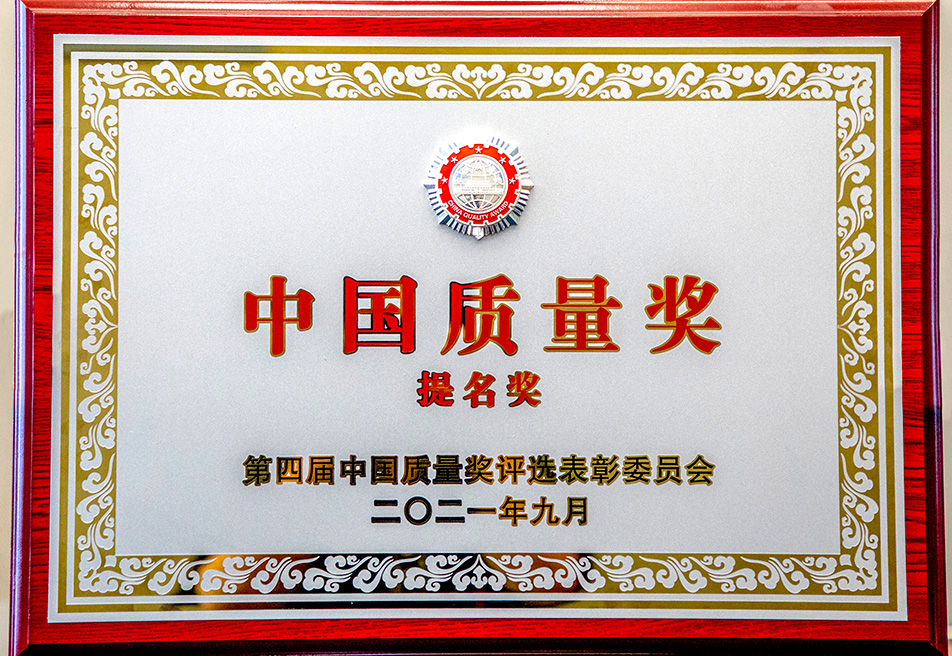 CHINA QUALITY AWARD
中国质量奖
提名奖
第四届中国质量奖评选表彰委员会
二〇二一年九月